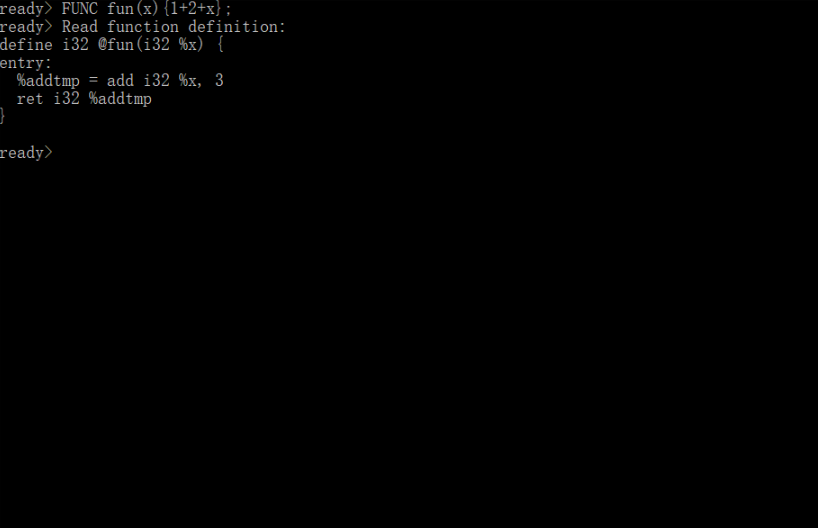 ready> FUNC fun(x){1+2+x};
ready> Read function definition:
define i32 @fun(i32 %x) {
entry:
  %addtmp = add i32 %x, 3
  ret i32 %addtmp
}
ready>